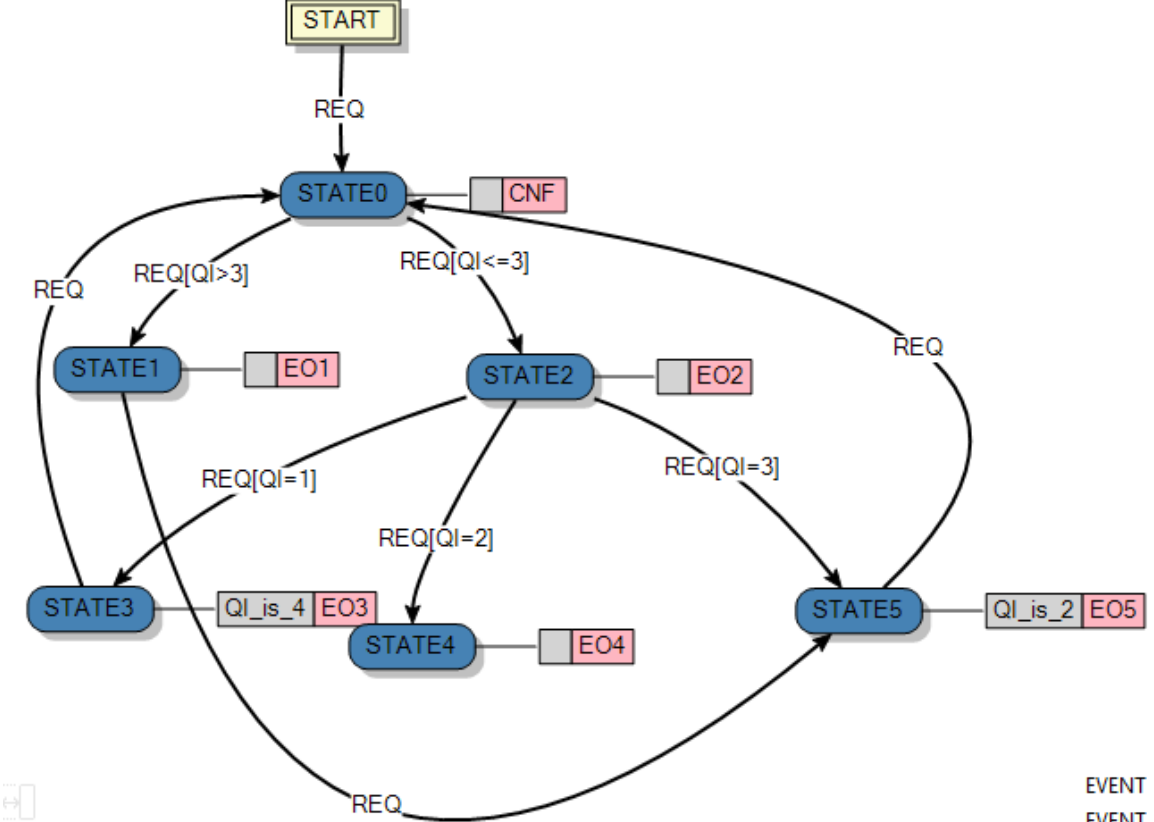 START
REQ
STATE0
CNF
REQ[QI>3]
REQ[QI<=3]
REQ
REQ
STATE1
EO1
STATE2
EO2
REQ[QI=1]
REQ[QI=3]
REQ[QI=2]
STATE3
QI_is_4
EO3
STATE4
EO4
STATE5
QI_is_2
EO5
REQ
EVENT
EVENT